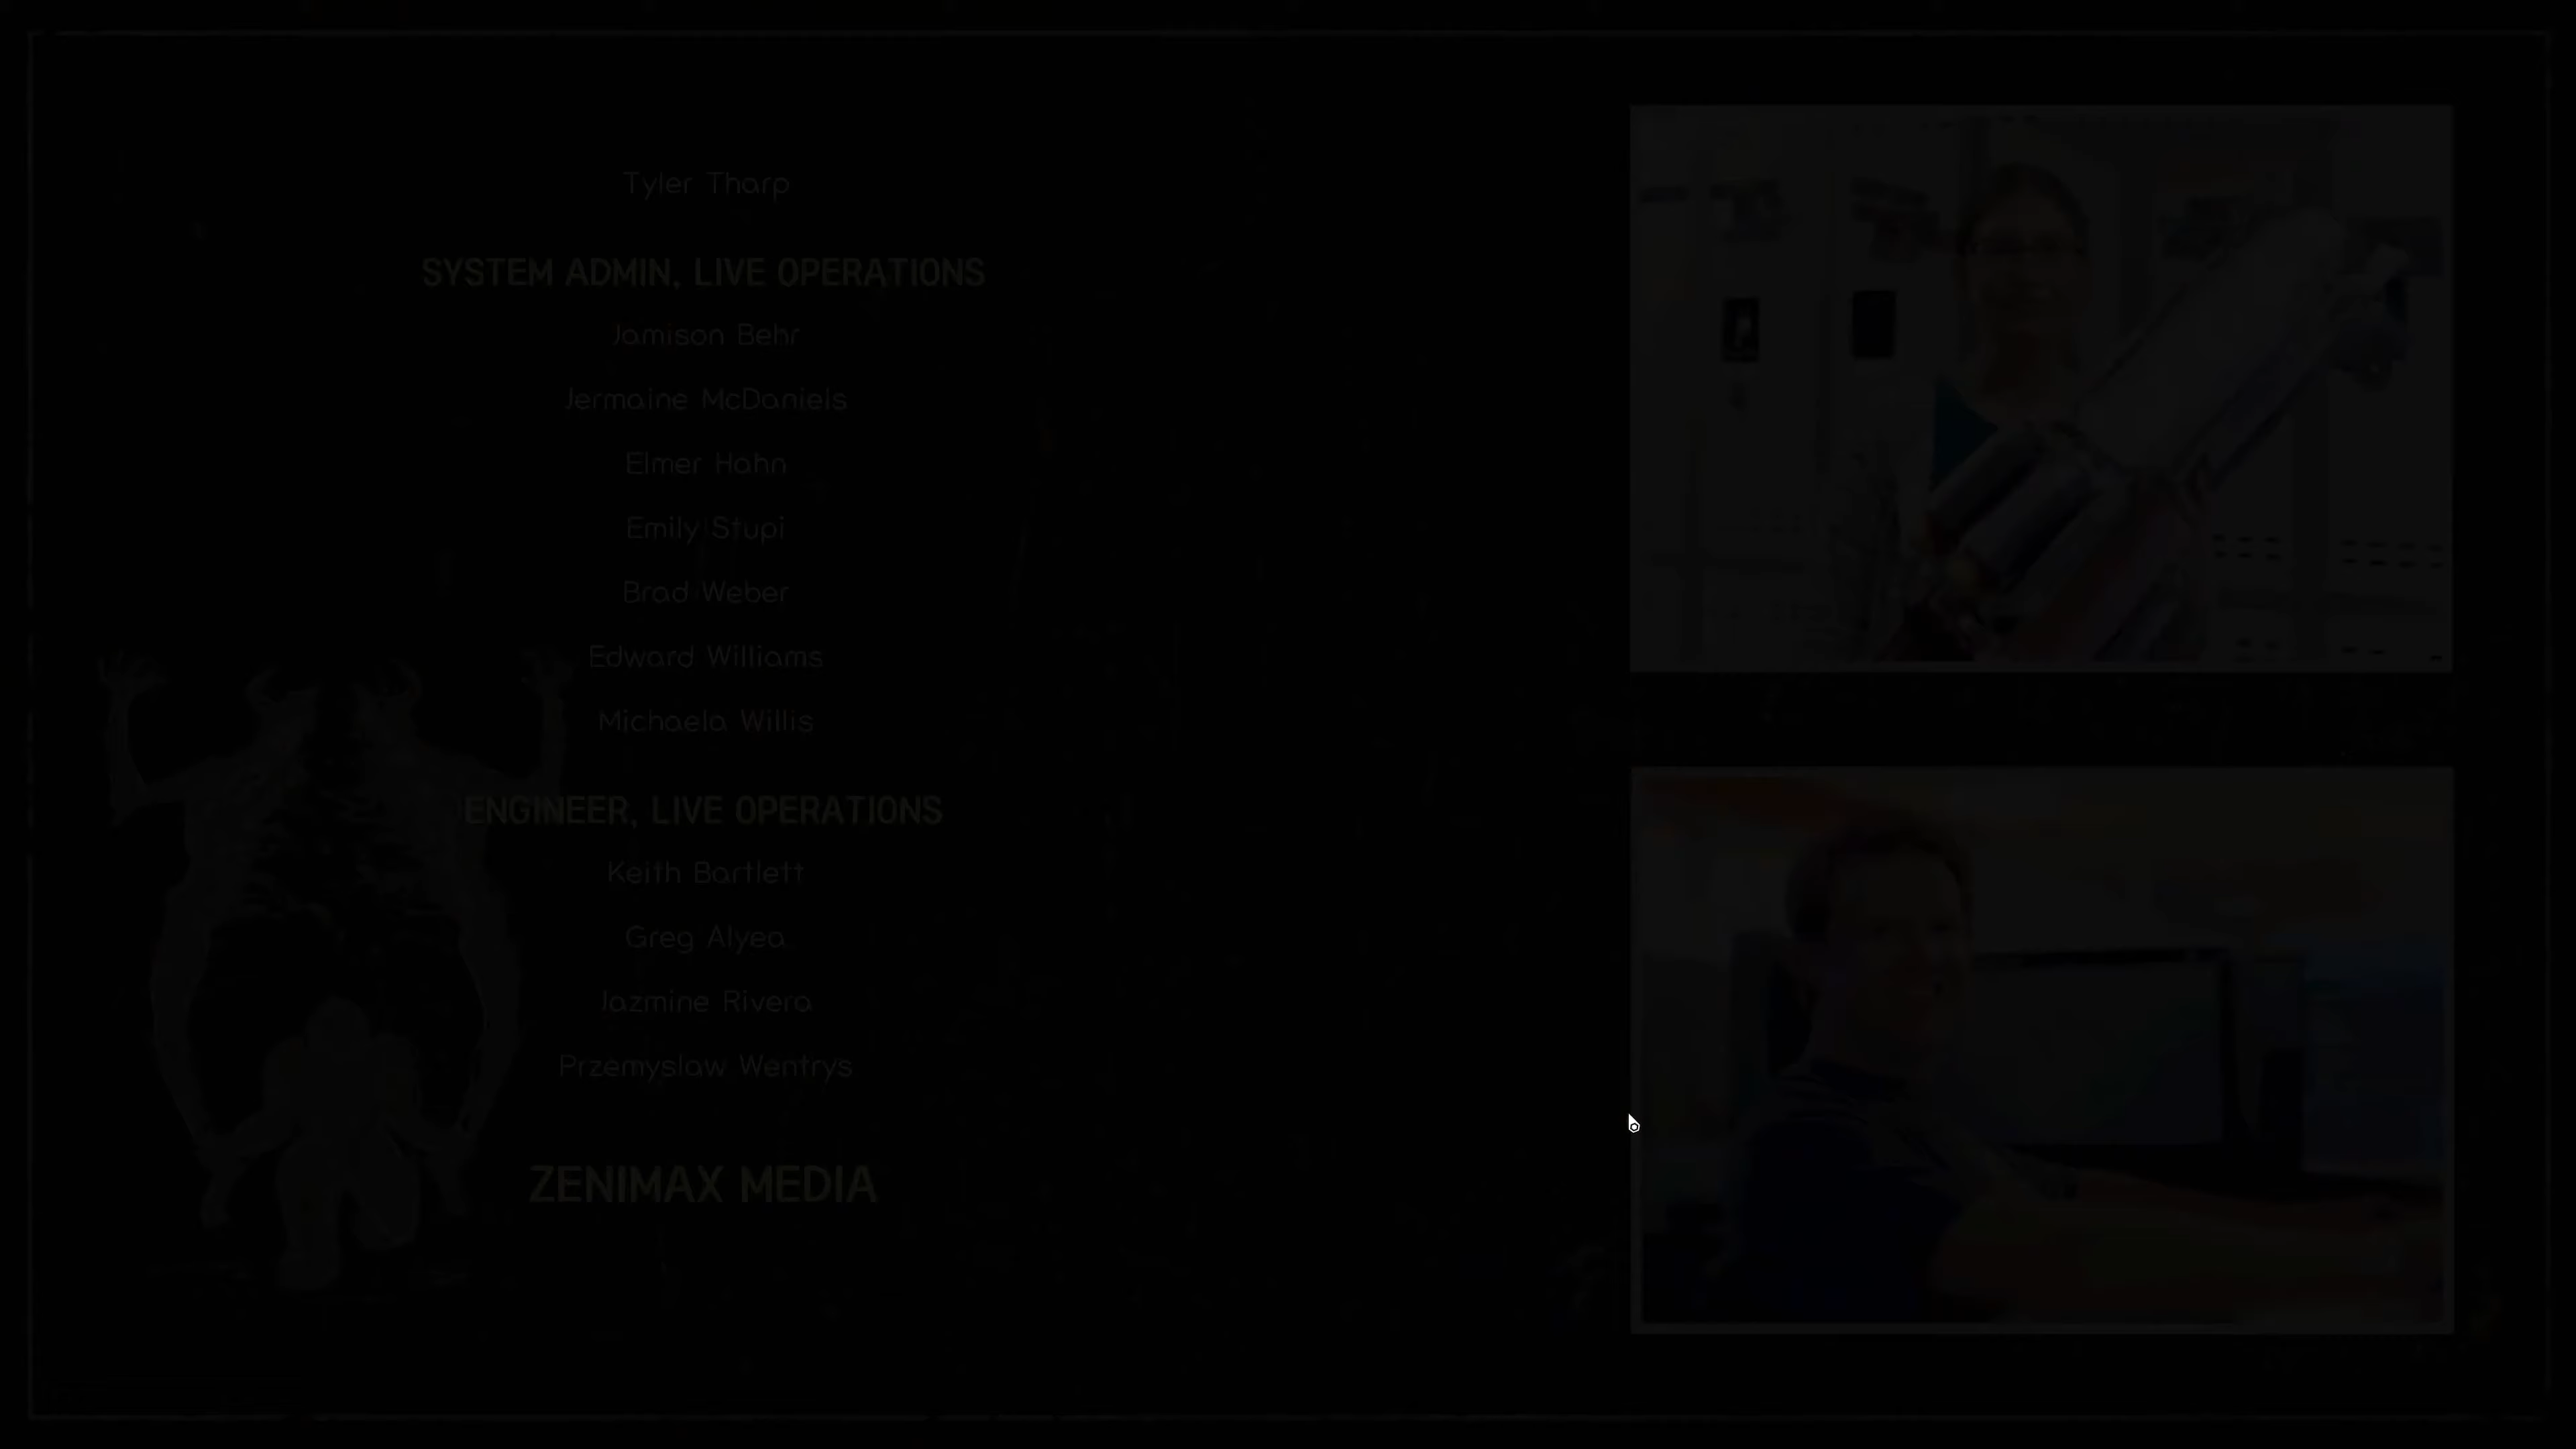 Tyler Tharp
SYSTEM ADMIN, LIVE OPERATIONS
Jamison Behr
Jermaine McDaniels
Elmer Hahn
Emily Stupi
Brad Weber
Edward Williams
Michaela Willis
ENGINEER, LIVE OPERATIONS
Keith Bartlett
Greg Alyea
Jazmine Rivera
Przemyslaw Wentrys
ZENIMAX MEDIA